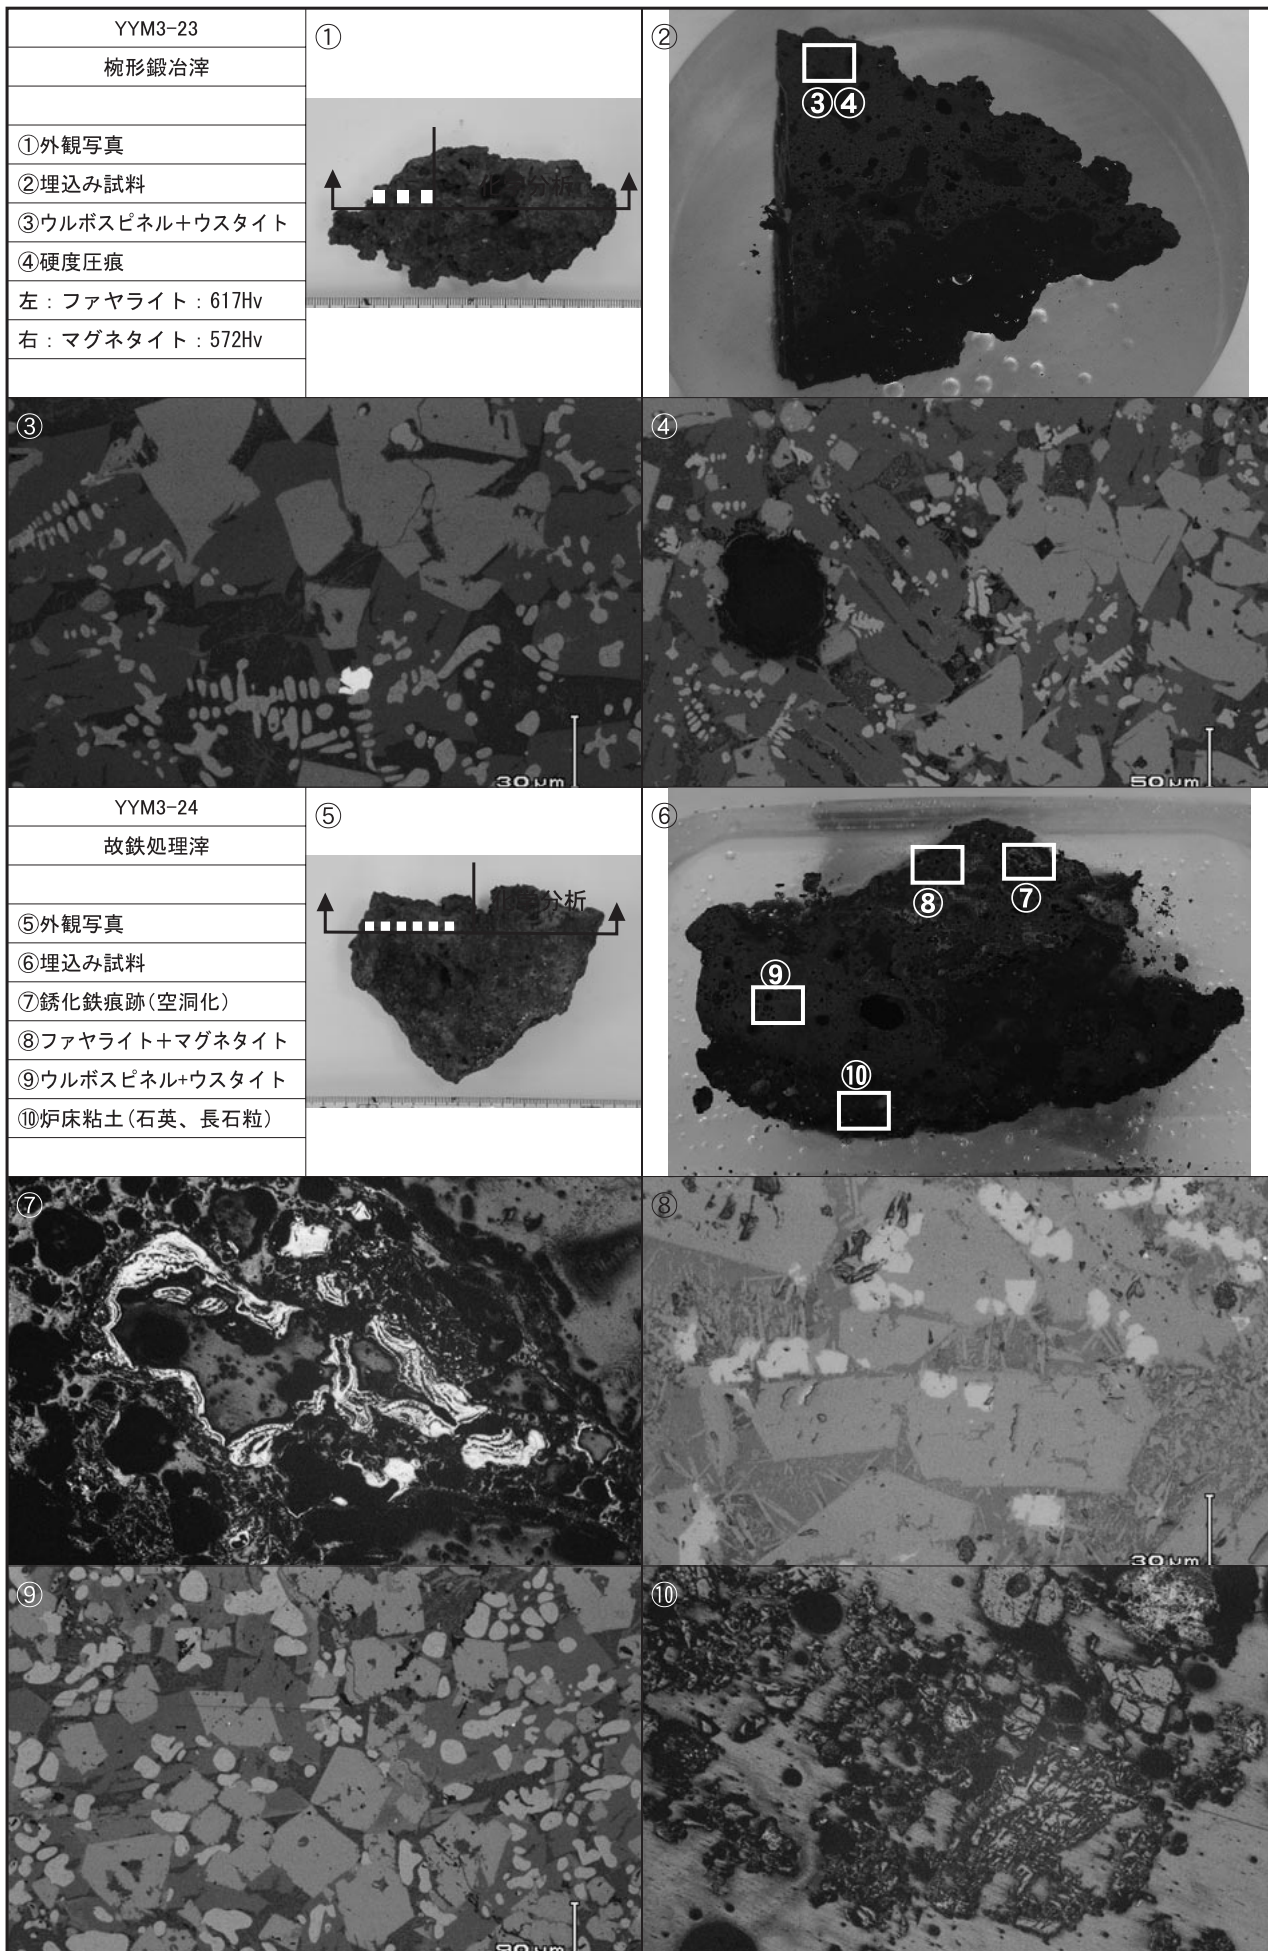 YYM3-23
椀形鍛冶滓
①外観写真
②埋込み試料
③ウルボスピネル＋ウスタイト
④硬度圧痕
左：ファヤライト：617Hv
右：マグネタイト：572Hv
①
分析
②
③④
③
30μm
④
50μm
YYM3-24
故鉄処理滓
⑤外観写真
⑥埋込み試料
⑦銹化鉄痕跡(空洞化)
⑧ファヤライト＋マグネタイト
⑨ウルボスピネル+ウスタイト
⑩炉床粘土(石英、長石粒)
⑤
分析
⑥
⑧
⑦
⑨
⑩
⑦
⑧
30μm
⑨
⑩